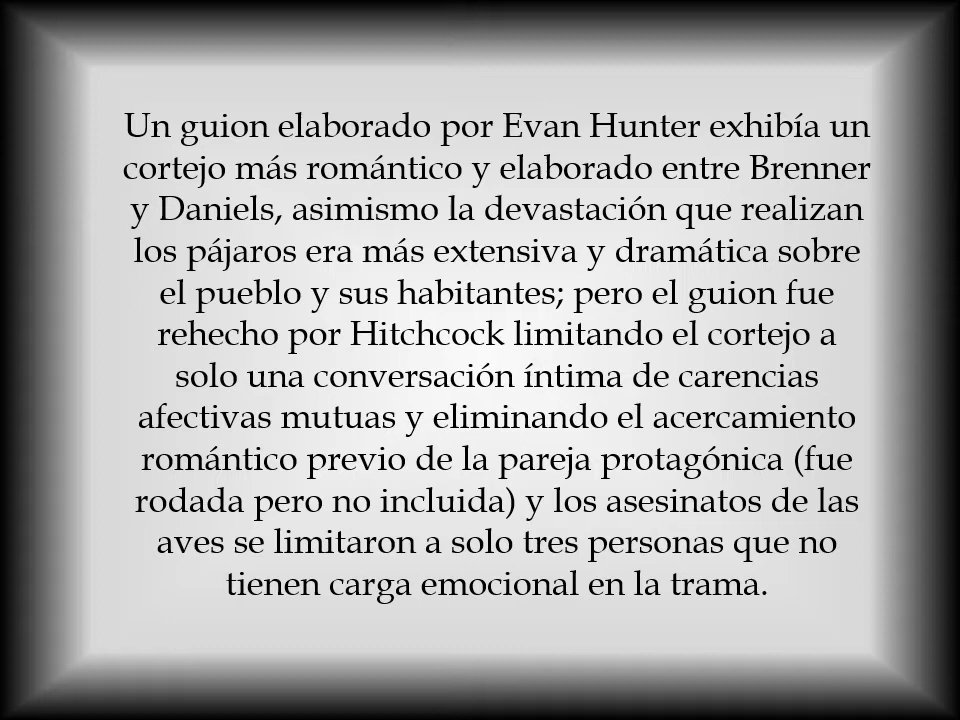 Un guion elaborado por Evan Hunter exhibía un
cortejo más romántico y elaborado entre Brenner
y Daniels, asimismo la devastación que realizan
los pájaros era más extensiva y dramática sobre
el pueblo y sus habitantes; pero el guion fue
rehecho por Hitchcock limitando el cortejo a
solo una conversación íntima de carencias
afectivas mutuas y eliminando el acercamiento
romántico previo de la pareja protagónica (fue
rodada pero no incluida) y los asesinatos de las
aves se limitaron a solo tres personas que no
tienen carga emocional en la trama.